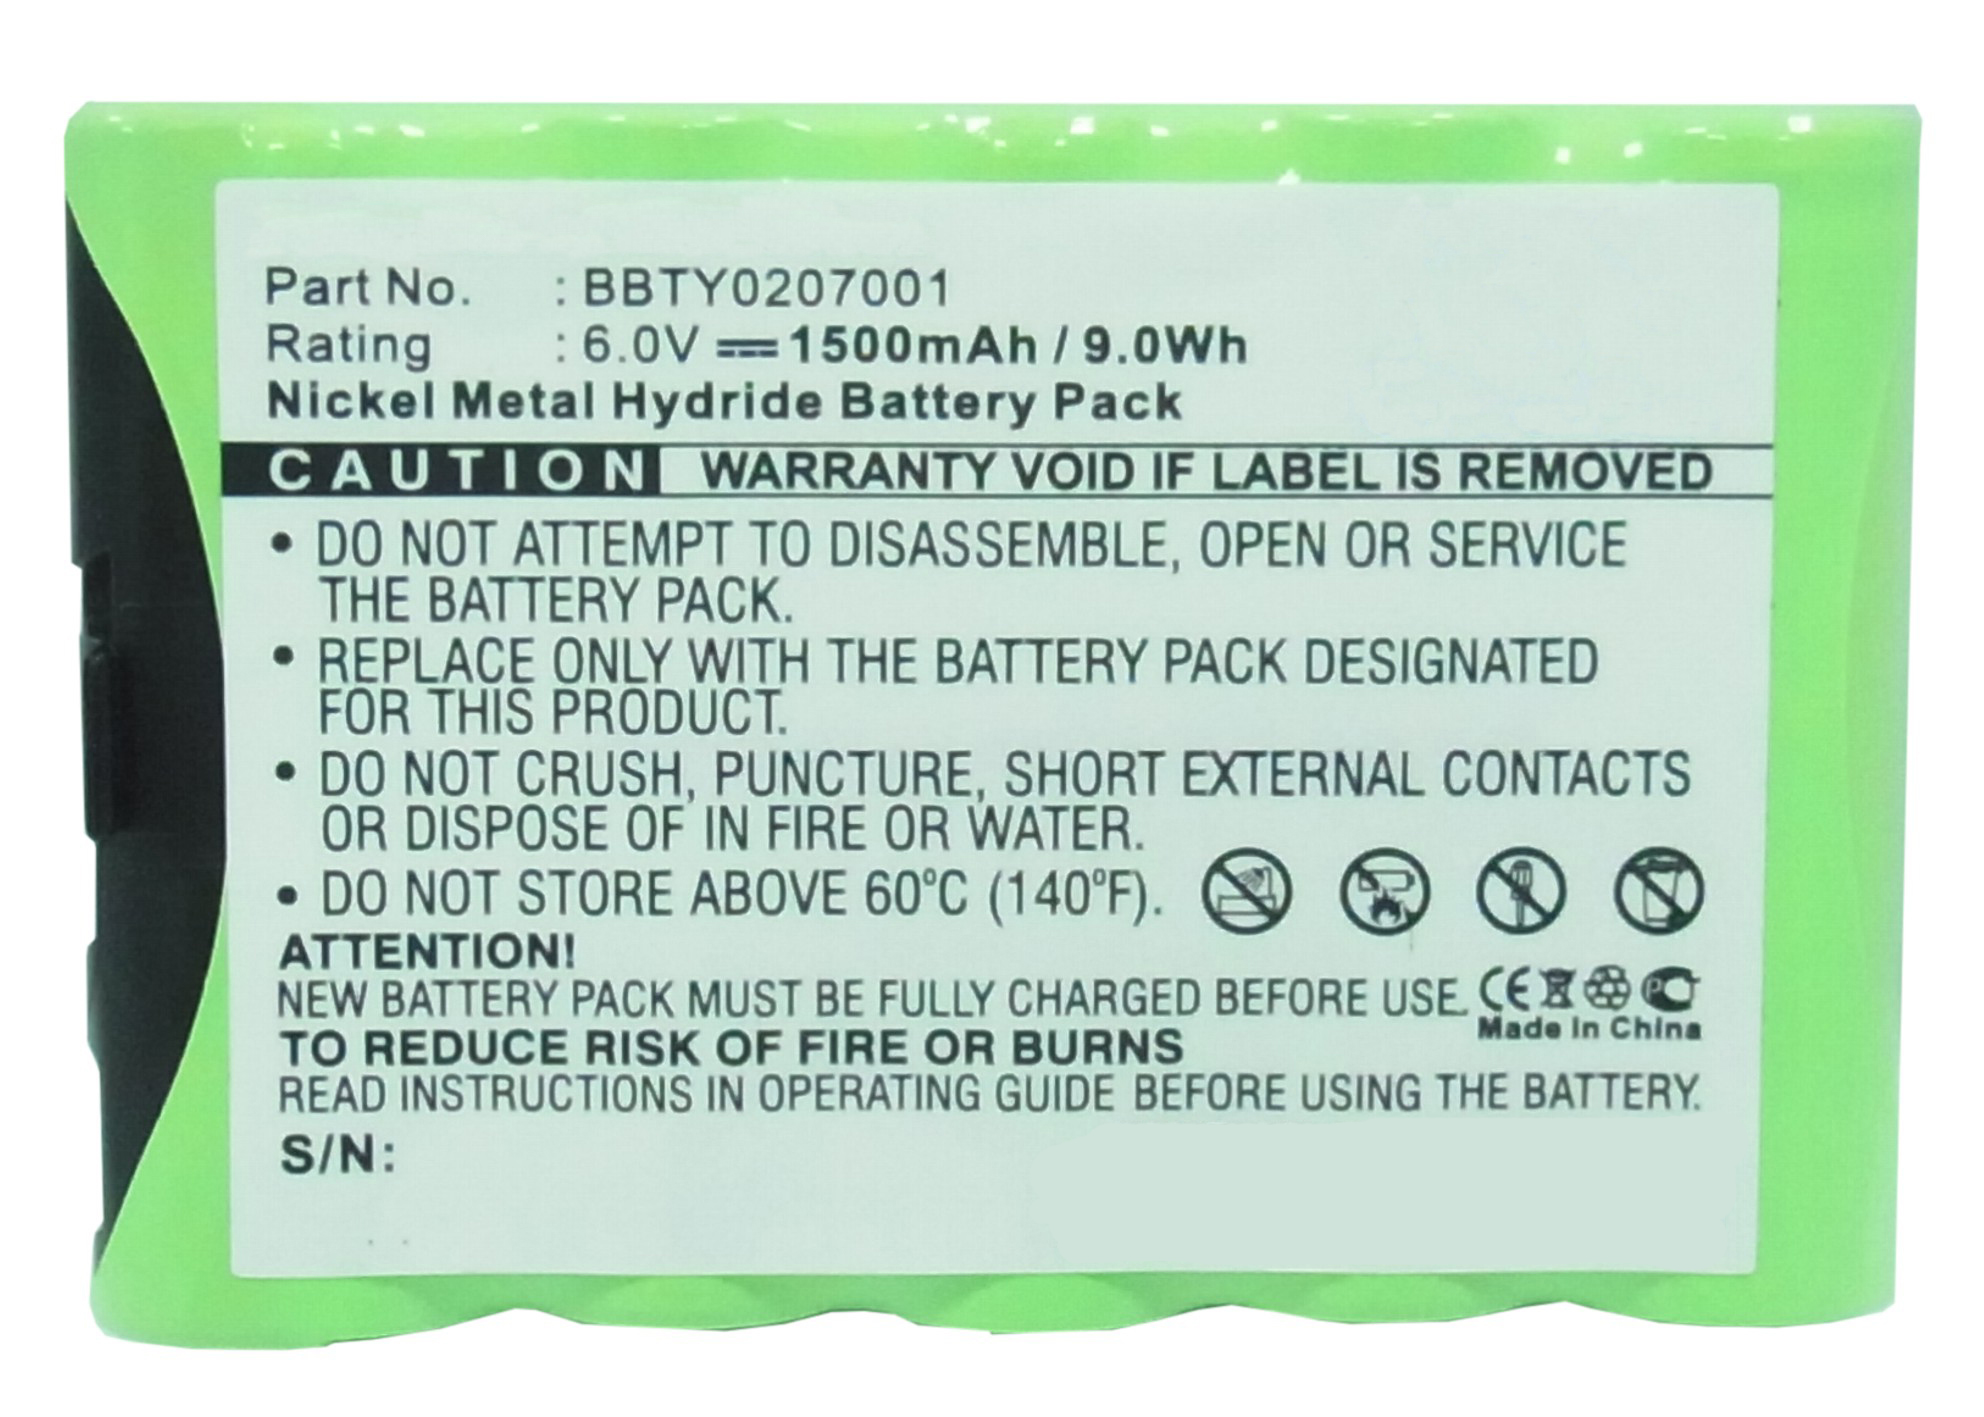 Part No. : BBTY0207001
Rating : 6.0V 1500mAh / 9.0Wh
Nickel Metal Hydride Battery Pack
CAUTION WARRANTY VOID IF LABEL IS REMOVED
• DO NOT ATTEMPT TO DISASSEMBLE, OPEN OR SERVICE
THE BATTERY PACK.
• REPLACE ONLY WITH THE BATTERY PACK DESIGNATED
FOR THIS PRODUCT.
• DO NOT CRUSH, PUNCTURE, SHORT EXTERNAL CONTACTS
OR DISPOSE OF IN FIRE OR WATER.
• DO NOT STORE ABOVE 60°C (140°F).
ATTENTION!
NEW BATTERY PACK MUST BE FULLY CHARGED BEFORE USE. CE PC
Made in China
TO REDUCE RISK OF FIRE OR BURNS
READ INSTRUCTIONS IN OPERATING GUIDE BEFORE USING THE BATTERY.
S/N: